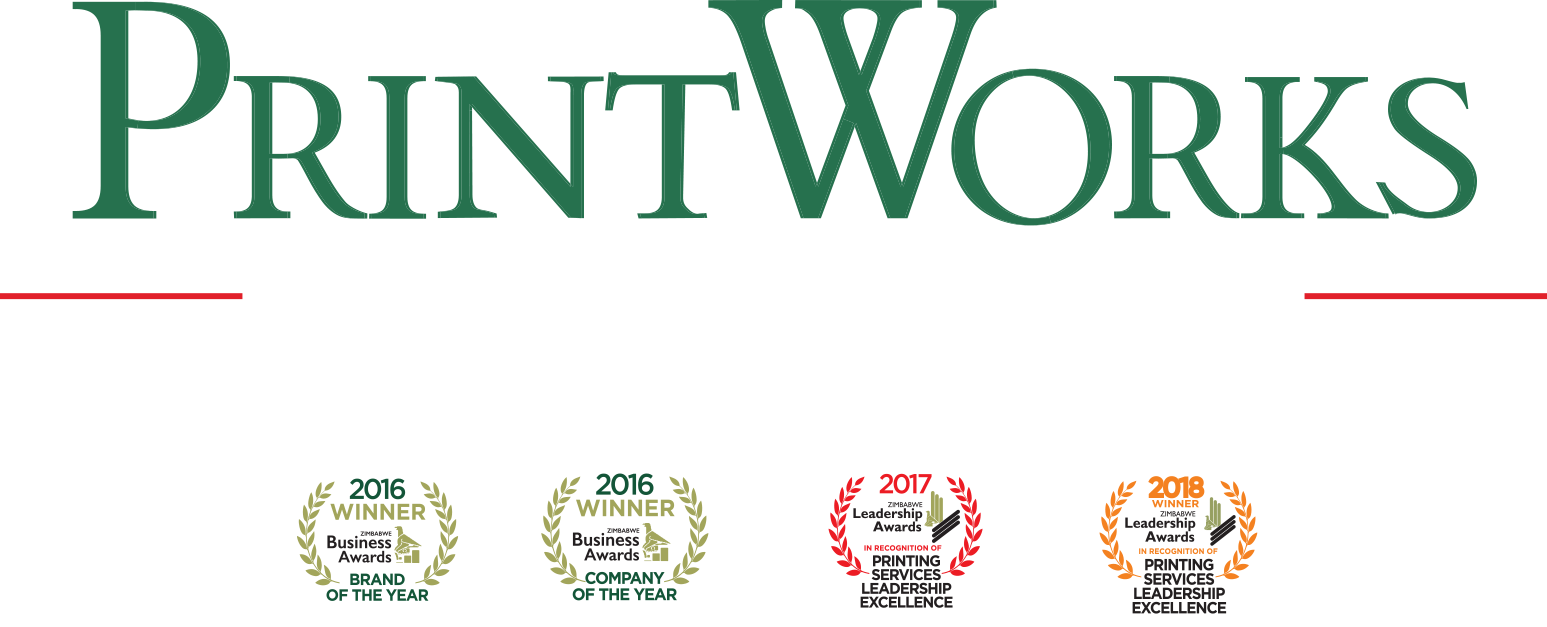 PRINTWORKS
2016
WINNER
ZIMBABWE
Business
Awards
BRAND
OF THE YEAR
2016
WINNER
ZIMBABWE
Business
Awards
COMPANY
OF THE YEAR
2017
ZIMBABWE
Leadership
Awards
IN RECOGNITION OF
PRINTING
SERVICES
LEADERSHIP
EXCELLENCE
2018
WINNER
ZIMBABWE
Leadership
Awards
IN RECOGNITION OF
PRINTING
SERVICES
LEADERSHIP
EXCELLENCE